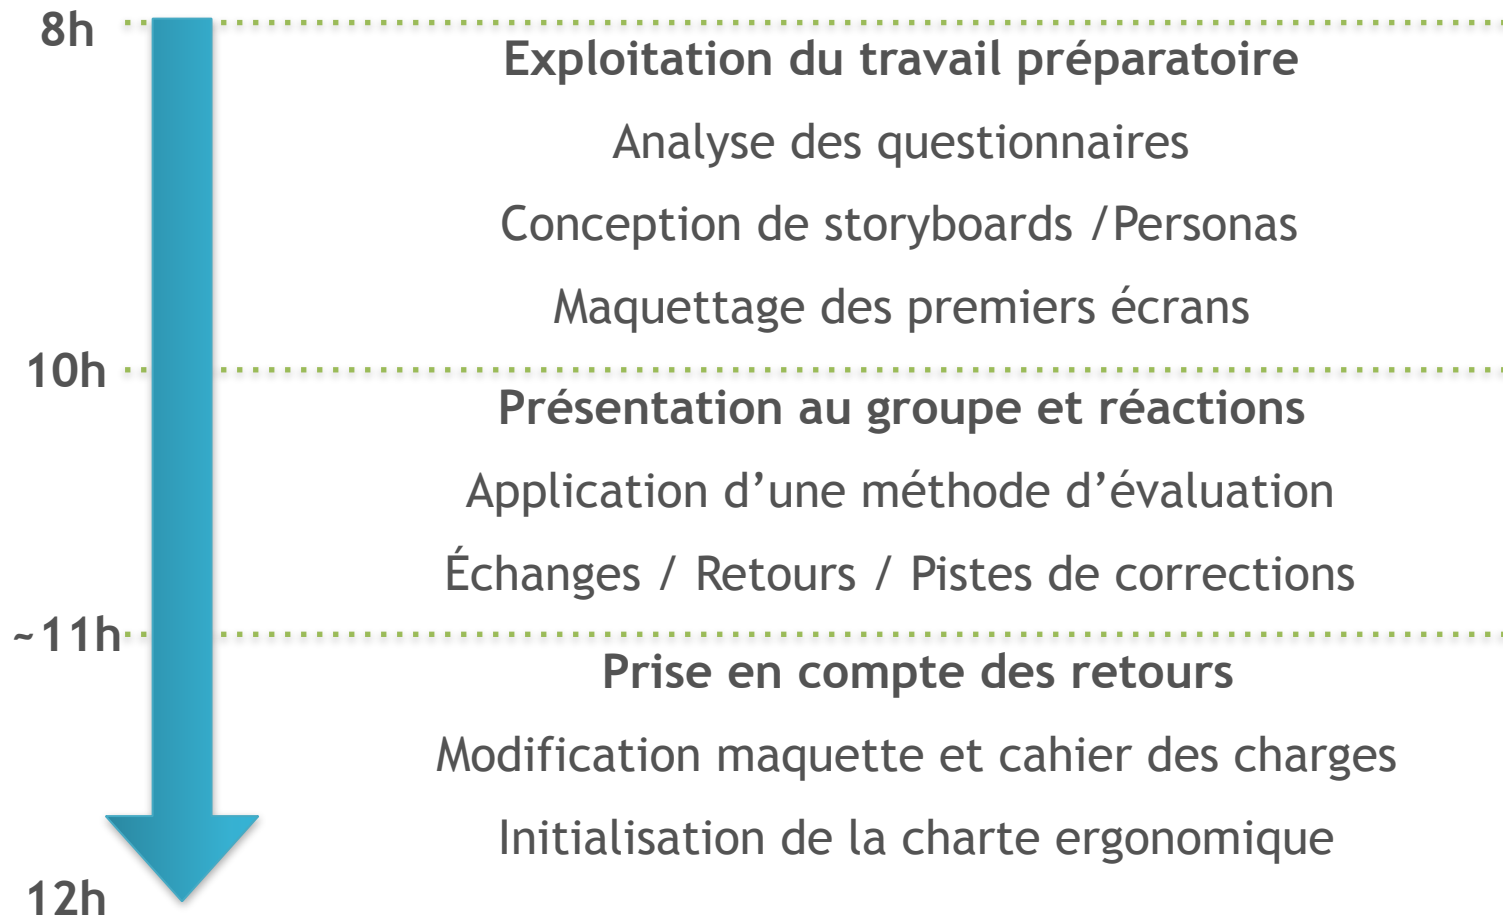 8h
Exploitation du travail préparatoire
Analyse des questionnaires
Conception de storyboards /Personas
Maquettage des premiers écrans
10h
Présentation au groupe et réactions
Application d’une méthode d’évaluation
Échanges / Retours / Pistes de corrections
~11h
Prise en compte des retours
Modification maquette et cahier des charges
Initialisation de la charte ergonomique
12h